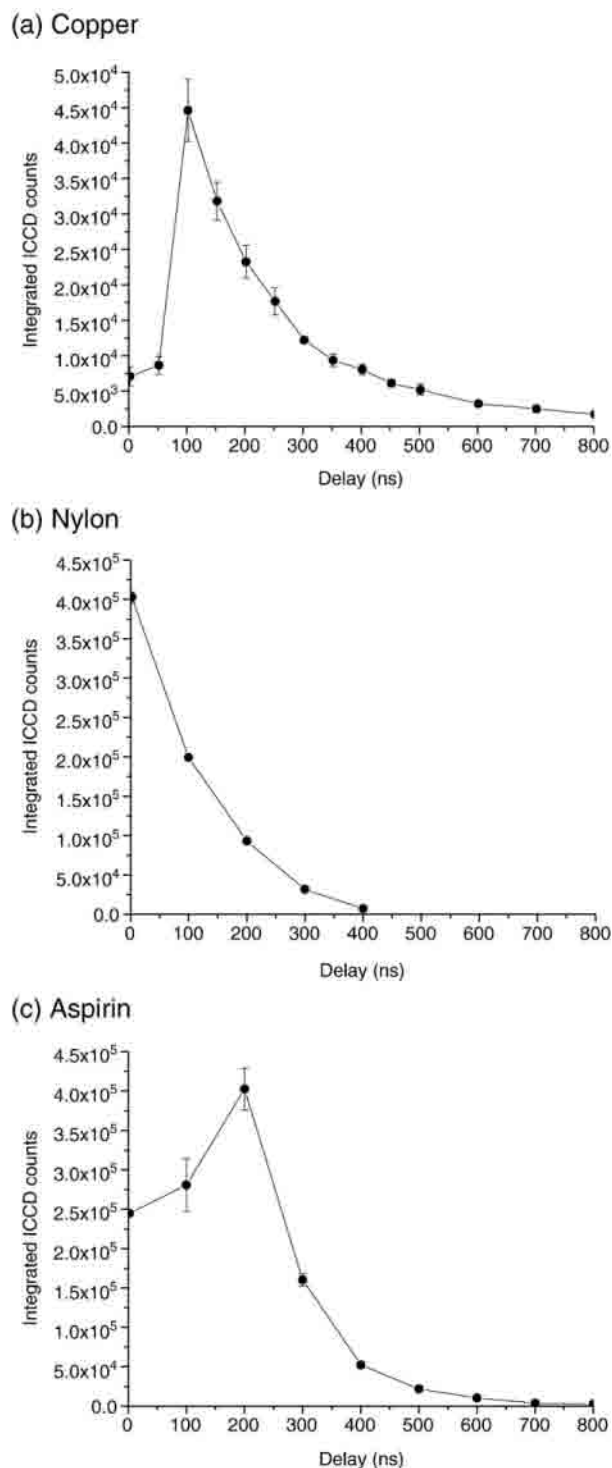 (a) Copper
5.0x10⁴
4.5x10⁴
4.0x10⁴
3.5x10⁴
3.0x10⁴
2.5x10⁴
2.0x10⁴
1.5x10⁴
1.0x10⁴
5.0x10³
0.0
Integrated ICCD counts
0 100 200 300 400 500 600 700 800
Delay (ns)
(b) Nylon
4.5x10⁵
4.0x10⁵
3.5x10⁵
3.0x10⁵
2.5x10⁵
2.0x10⁵
1.5x10⁵
1.0x10⁵
5.0x10⁴
0.0
Integrated ICCD counts
0 100 200 300 400 500 600 700 800
Delay (ns)
(c) Aspirin
4.5x10⁵
4.0x10⁵
3.5x10⁵
3.0x10⁵
2.5x10⁵
2.0x10⁵
1.5x10⁵
1.0x10⁵
5.0x10⁴
0.0
Integrated ICCD counts
0 100 200 300 400 500 600 700 800
Delay (ns)